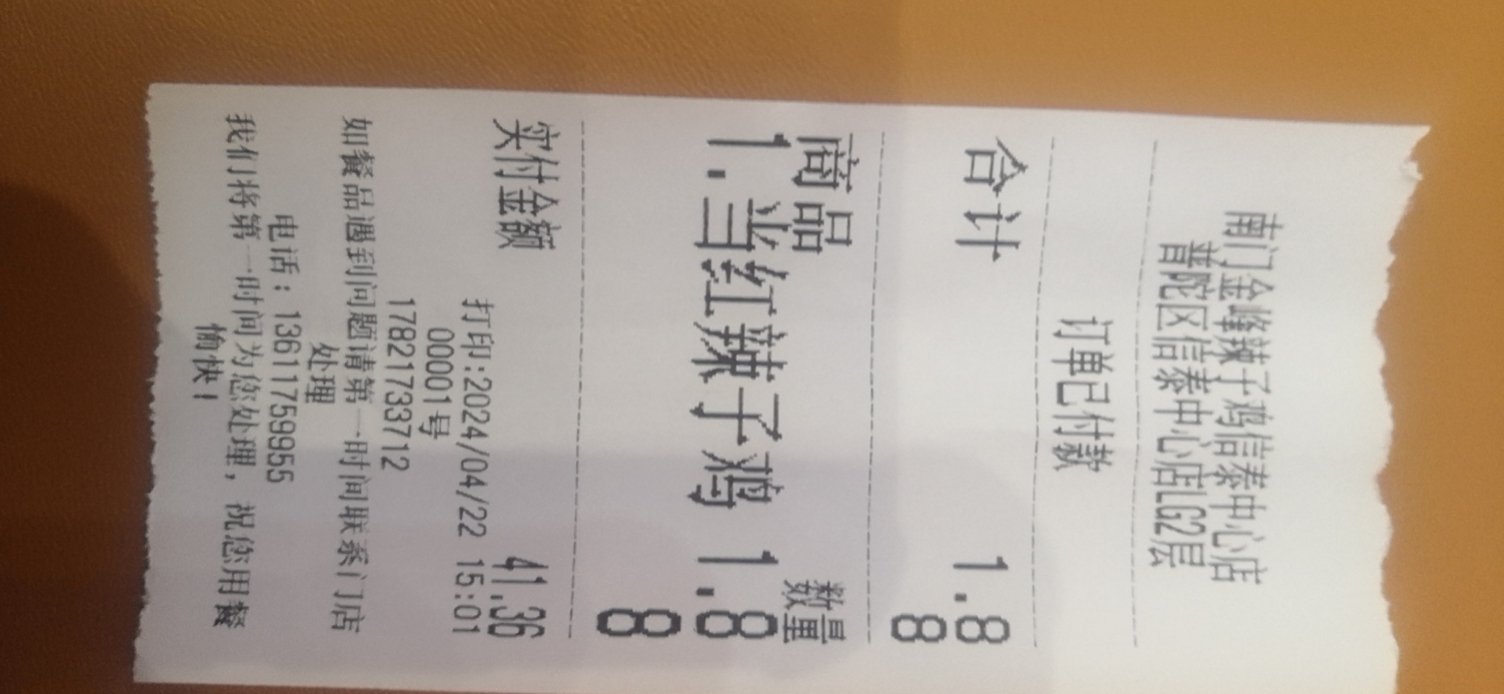 南门金峰辣子鸡信泰中心店
普陀区信泰中心店LG2层
订单已付款
合计 1.8
8
商品 数量
1.当红辣子鸡 1.8
8
实付金额 41.36
打印:2024/04/22 15:01
00001号
17821733712
如餐品遇到问题请第一时间联系门店
处理
电话：13611759955
我们将第一时间为您处理，祝您用餐
愉快！